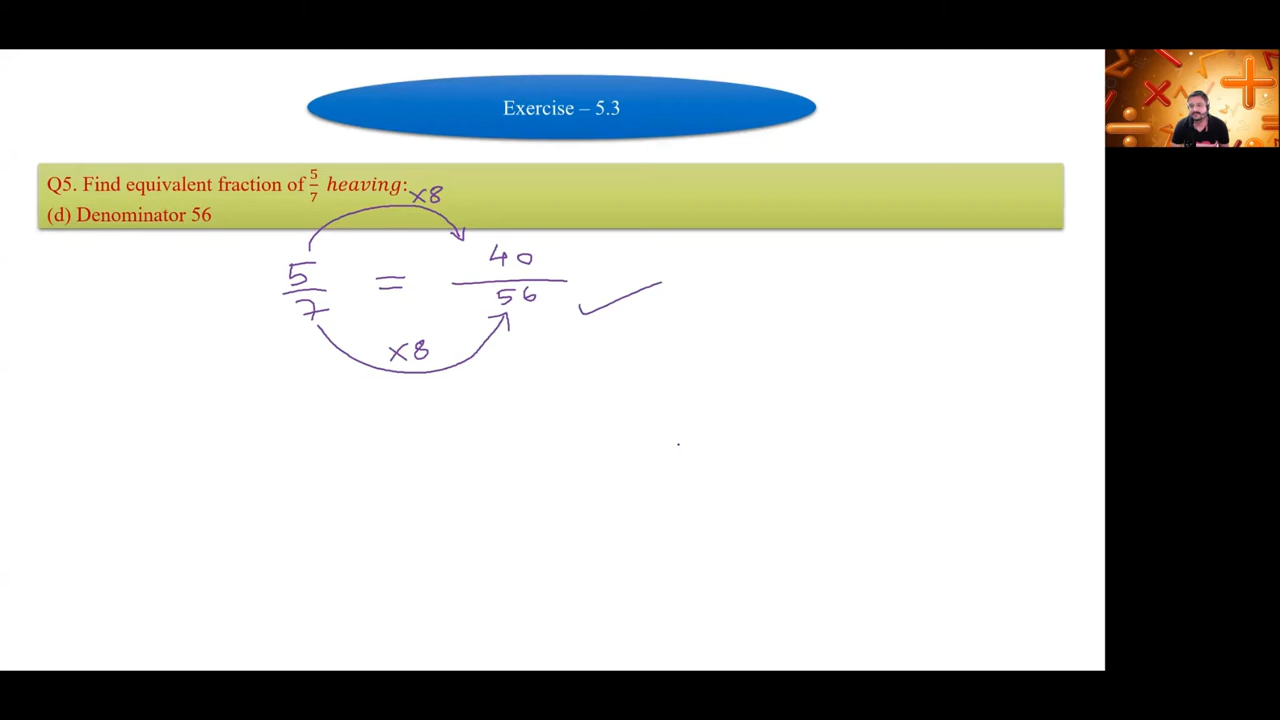 Exercise – 5.3
Q5. Find equivalent fraction of 5/7 heaving:
(d) Denominator 56
×8
5/7 = 40/56 ✓
×8